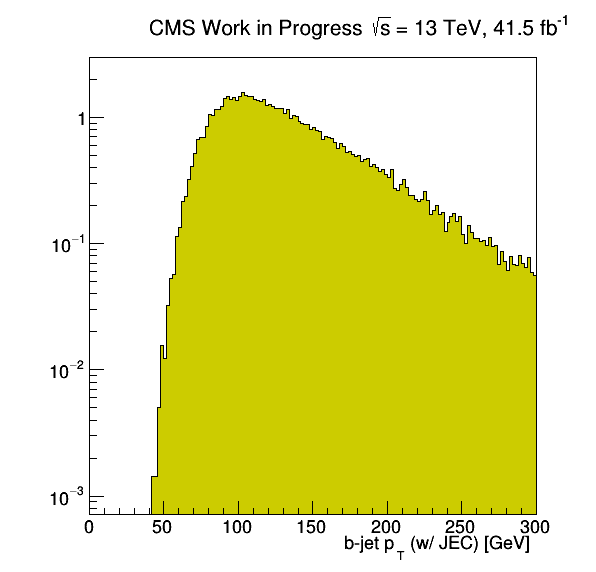 CMS Work in Progress √s = 13 TeV, 41.5 fb⁻¹
1
10⁻¹
10⁻²
10⁻³
0 50 100 150 200 250 300
b-jet p_T (w/ JEC) [GeV]